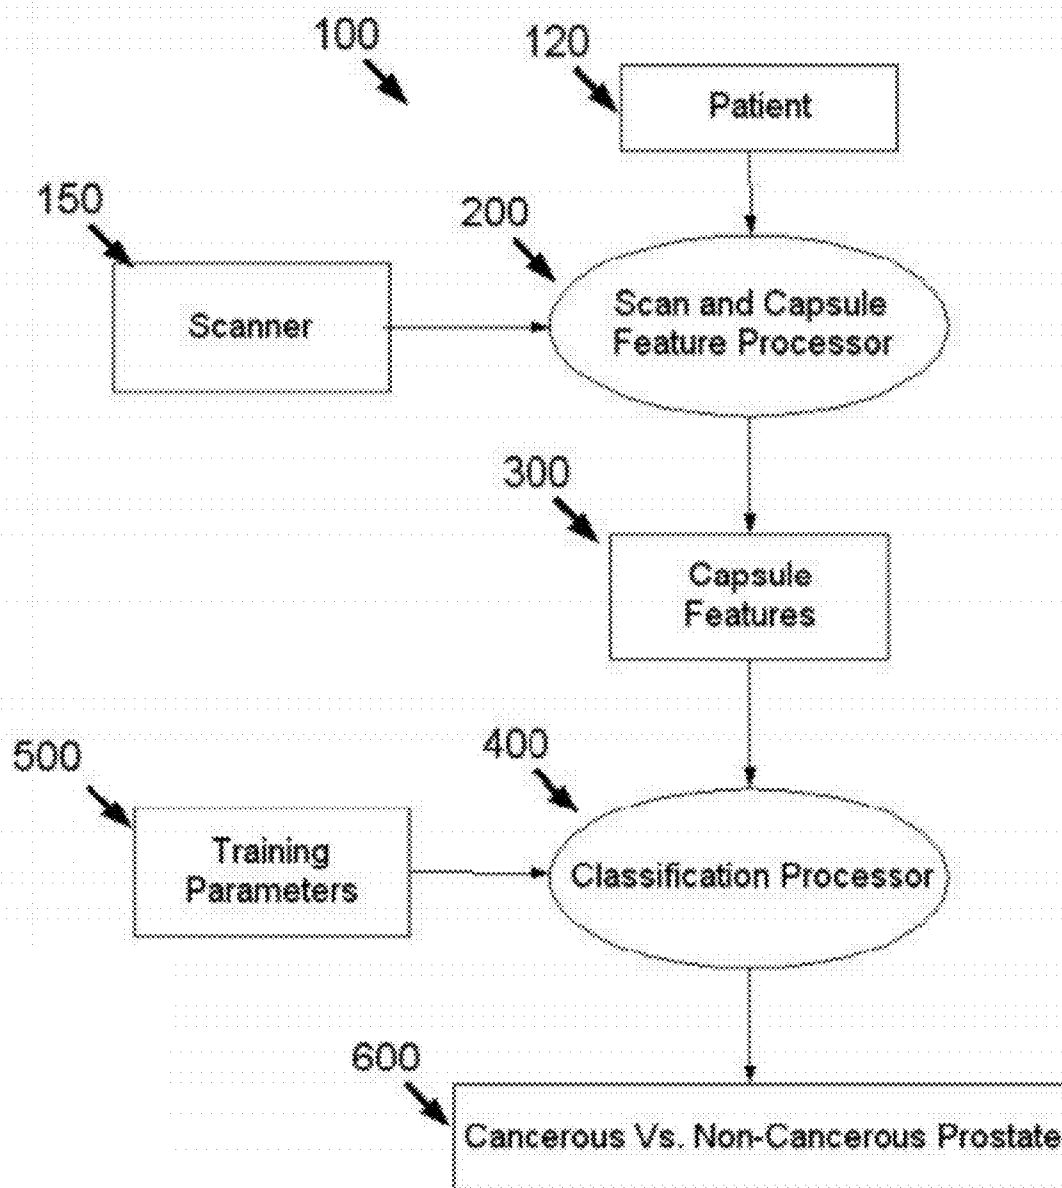 100
120
Patient
150
200
Scanner
Scan and Capsule
Feature Processor
300
Capsule
Features
500
400
Training
Parameters
Classification Processor
600
Cancerous Vs. Non-Cancerous Prostate